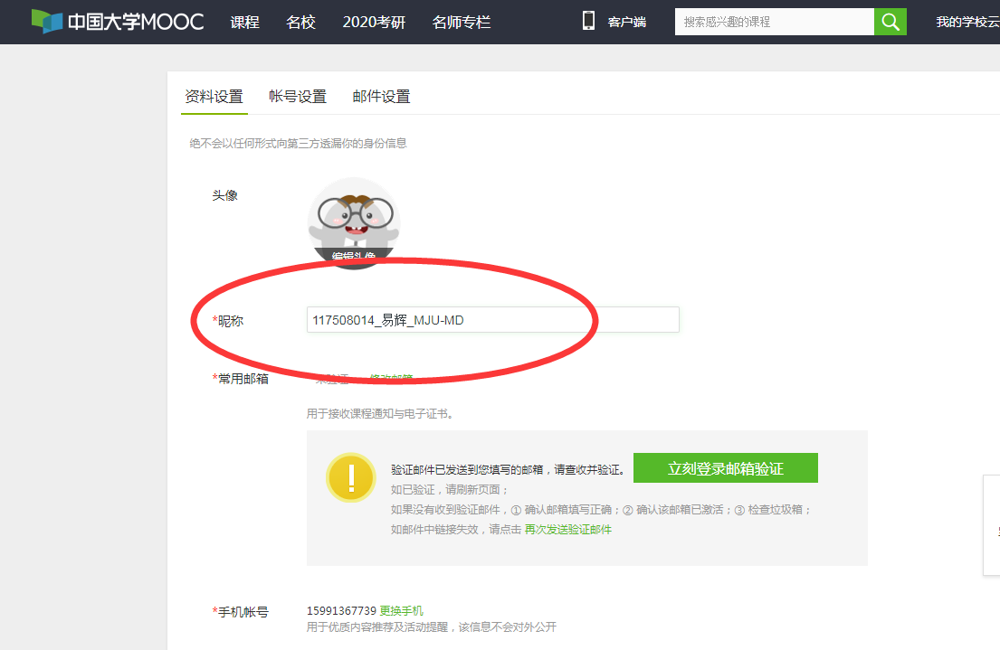 中国大学MOOC 课程 名校 2020考研 名师专栏 客户端 搜索感兴趣的课程 我的学校云
资料设置 帐号设置 邮件设置
绝不会以任何形式向第三方透漏你的身份信息
头像
编辑头像
*昵称 117508014_易辉_MJU-MD
*常用邮箱 未验证 修改邮箱
用于接收课程通知与电子证书。
验证邮件已发送到您填写的邮箱，请查收并验证。 立刻登录邮箱验证
如已验证，请刷新页面；
如果没有收到验证邮件，① 确认邮箱填写正确；② 确认该邮箱已激活；③ 检查垃圾箱；
如邮件中链接失效，请点击 再次发送验证邮件
*手机帐号 15991367739 更换手机
用于优质内容推荐及活动提醒，该信息不会对外公开